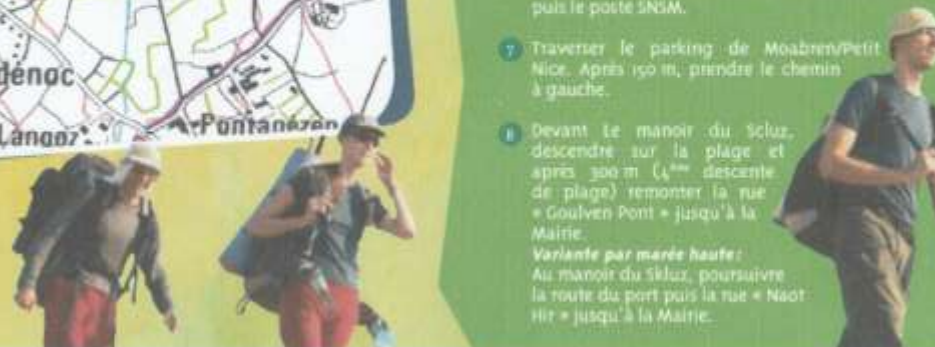 dénoc
Langoz
Pontanézen
puis le poste SNSM.
7 Traverser le parking de Moabren/Petit
Nice. Après 150 m, prendre le chemin
à gauche.
8 Devant Le manoir du Scluz,
descendre sur la plage et
après 300 m (4ème descente
de plage) remonter la rue
« Goulven Pont » jusqu'à la
Mairie.
Variante par marée haute :
Au manoir du Skluz, poursuivre
la route du port puis la rue « Naot
Hir » jusqu'à la Mairie.